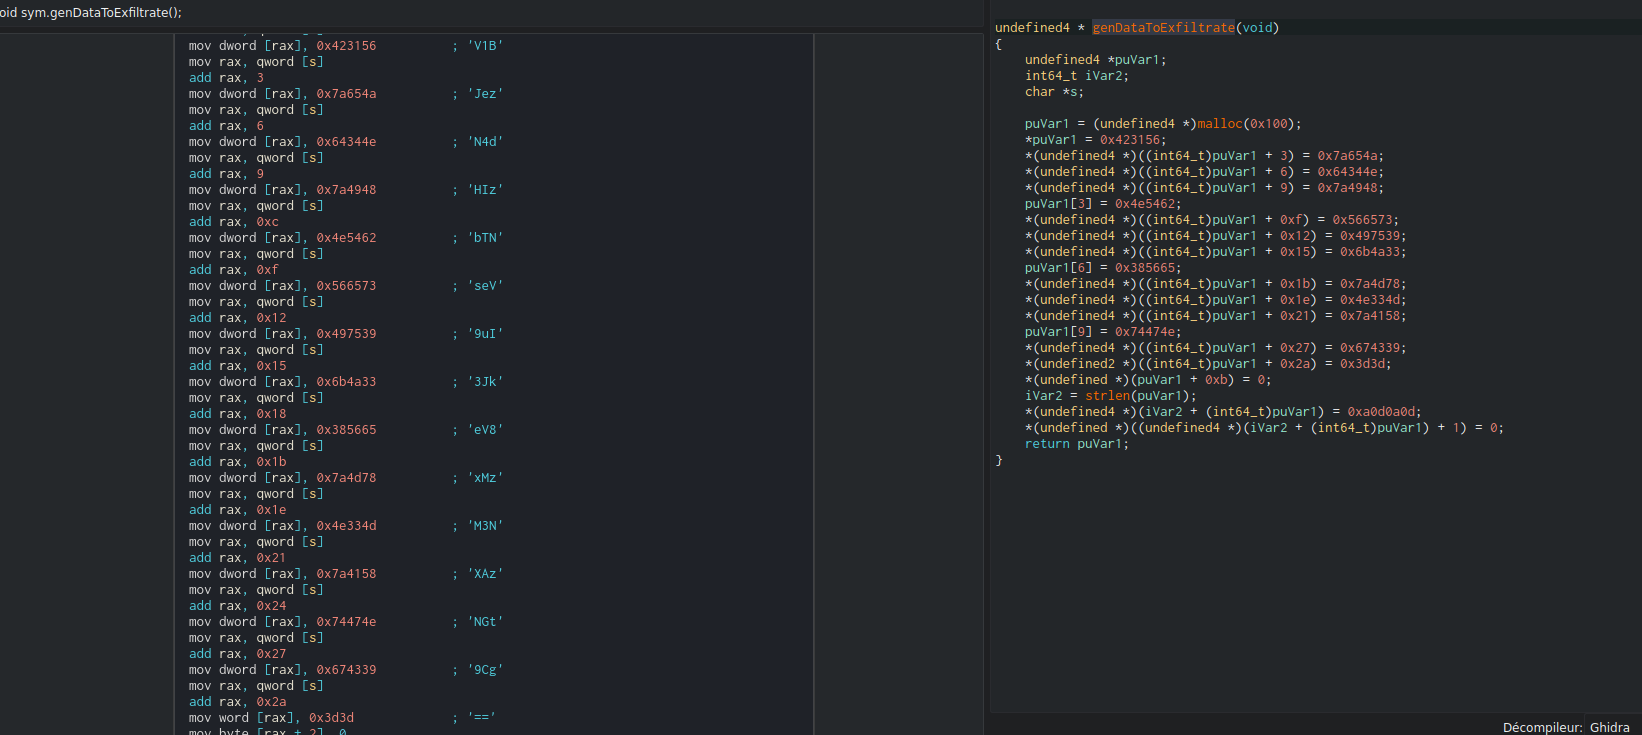 oid sym.genDataToExfiltrate();
mov dword [rax], 0x423156 ; 'V1B'
mov rax, qword [s]
add rax, 3
mov dword [rax], 0x7a654a ; 'Jez'
mov rax, qword [s]
add rax, 6
mov dword [rax], 0x64344e ; 'N4d'
mov rax, qword [s]
add rax, 9
mov dword [rax], 0x7a4948 ; 'HIz'
mov rax, qword [s]
add rax, 0xc
mov dword [rax], 0x4e5462 ; 'bTN'
mov rax, qword [s]
add rax, 0xf
mov dword [rax], 0x566573 ; 'seV'
mov rax, qword [s]
add rax, 0x12
mov dword [rax], 0x497539 ; '9uI'
mov rax, qword [s]
add rax, 0x15
mov dword [rax], 0x6b4a33 ; '3Jk'
mov rax, qword [s]
add rax, 0x18
mov dword [rax], 0x385665 ; 'eV8'
mov rax, qword [s]
add rax, 0x1b
mov dword [rax], 0x7a4d78 ; 'xMz'
mov rax, qword [s]
add rax, 0x1e
mov dword [rax], 0x4e334d ; 'M3N'
mov rax, qword [s]
add rax, 0x21
mov dword [rax], 0x7a4158 ; 'XAz'
mov rax, qword [s]
add rax, 0x24
mov dword [rax], 0x74474e ; 'NGt'
mov rax, qword [s]
add rax, 0x27
mov dword [rax], 0x674339 ; '9Cg'
mov rax, qword [s]
add rax, 0x2a
mov word [rax], 0x3d3d ; '=='
mov byte [rax + 2], 0
undefined4 * genDataToExfiltrate(void)
{
undefined4 *puVar1;
int64_t iVar2;
char *s;
puVar1 = (undefined4 *)malloc(0x100);
*puVar1 = 0x423156;
*(undefined4 *)((int64_t)puVar1 + 3) = 0x7a654a;
*(undefined4 *)((int64_t)puVar1 + 6) = 0x64344e;
*(undefined4 *)((int64_t)puVar1 + 9) = 0x7a4948;
puVar1[3] = 0x4e5462;
*(undefined4 *)((int64_t)puVar1 + 0xf) = 0x566573;
*(undefined4 *)((int64_t)puVar1 + 0x12) = 0x497539;
*(undefined4 *)((int64_t)puVar1 + 0x15) = 0x6b4a33;
puVar1[6] = 0x385665;
*(undefined4 *)((int64_t)puVar1 + 0x1b) = 0x7a4d78;
*(undefined4 *)((int64_t)puVar1 + 0x1e) = 0x4e334d;
*(undefined4 *)((int64_t)puVar1 + 0x21) = 0x7a4158;
puVar1[9] = 0x74474e;
*(undefined4 *)((int64_t)puVar1 + 0x27) = 0x674339;
*(undefined2 *)((int64_t)puVar1 + 0x2a) = 0x3d3d;
*(undefined *)(puVar1 + 0xb) = 0;
iVar2 = strlen(puVar1);
*(undefined4 *)(iVar2 + (int64_t)puVar1) = 0xa0d0a0d;
*(undefined *)((undefined4 *)(iVar2 + (int64_t)puVar1) + 1) = 0;
return puVar1;
}
Décompileur: Ghidra